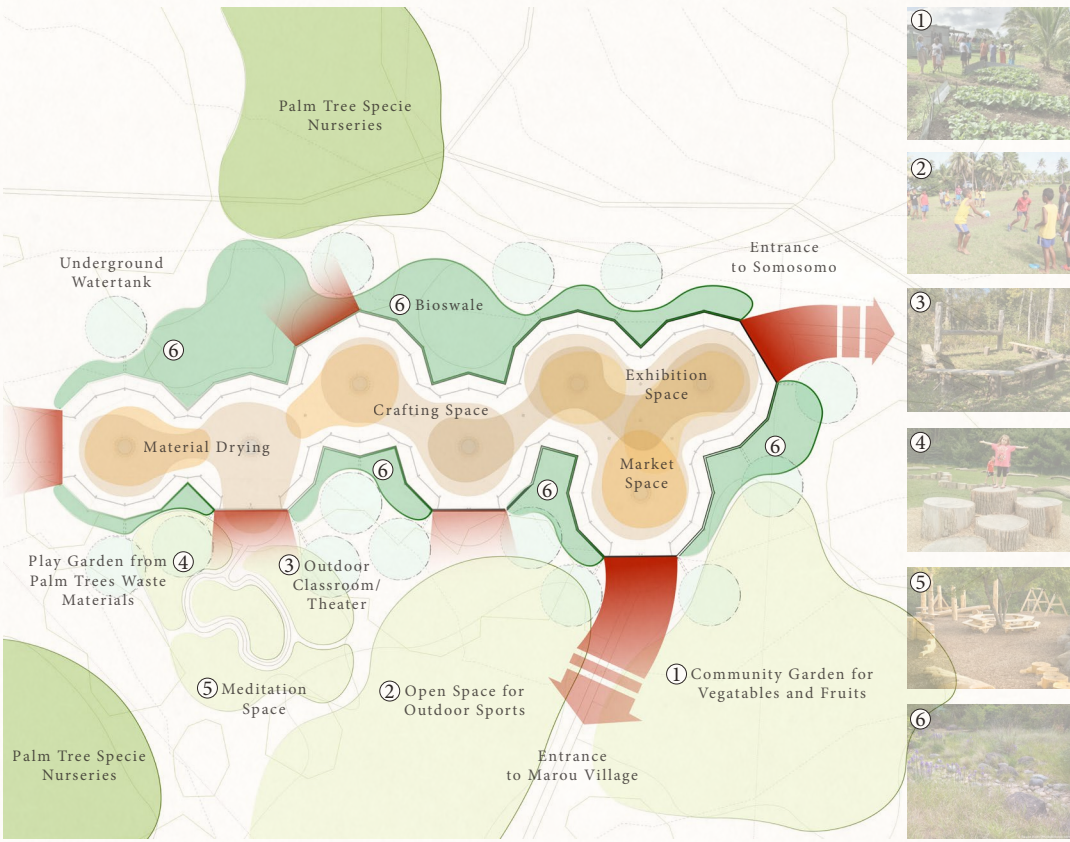 Palm Tree Specie
Nurseries
①
②
Entrance
to Somosomo
Underground
Watertank
⑥ Bioswale
③
⑥
Exhibition
Space
Crafting Space
Material Drying
⑥
④
Market
Space
⑥
⑥
Play Garden from
Palm Trees Waste
Materials
④
③ Outdoor
Classroom/
Theater
⑤
① Community Garden for
Vegatables and Fruits
⑤ Meditation
Space
② Open Space for
Outdoor Sports
⑥
Palm Tree Specie
Nurseries
Entrance
to Marou Village